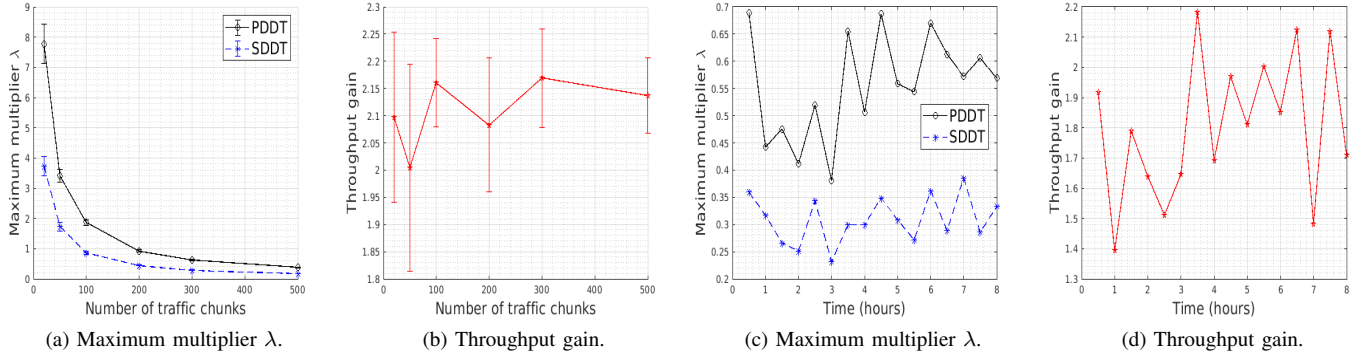 9
8
7
6
5
4
3
2
1
0
Maximum multiplier λ
PDDT
SDDT
0 100 200 300 400 500
Number of traffic chunks
(a) Maximum multiplier λ.
2.3
2.25
2.2
2.15
2.1
2.05
2
1.95
1.9
1.85
1.8
Throughput gain
0 100 200 300 400 500
Number of traffic chunks
(b) Throughput gain.
0.7
0.65
0.6
0.55
0.5
0.45
0.4
0.35
0.3
0.25
0.2
Maximum multiplier λ
PDDT
SDDT
0 1 2 3 4 5 6 7 8
Time (hours)
(c) Maximum multiplier λ.
2.2
2.1
2
1.9
1.8
1.7
1.6
1.5
1.4
1.3
Throughput gain
0 1 2 3 4 5 6 7 8
Time (hours)
(d) Throughput gain.